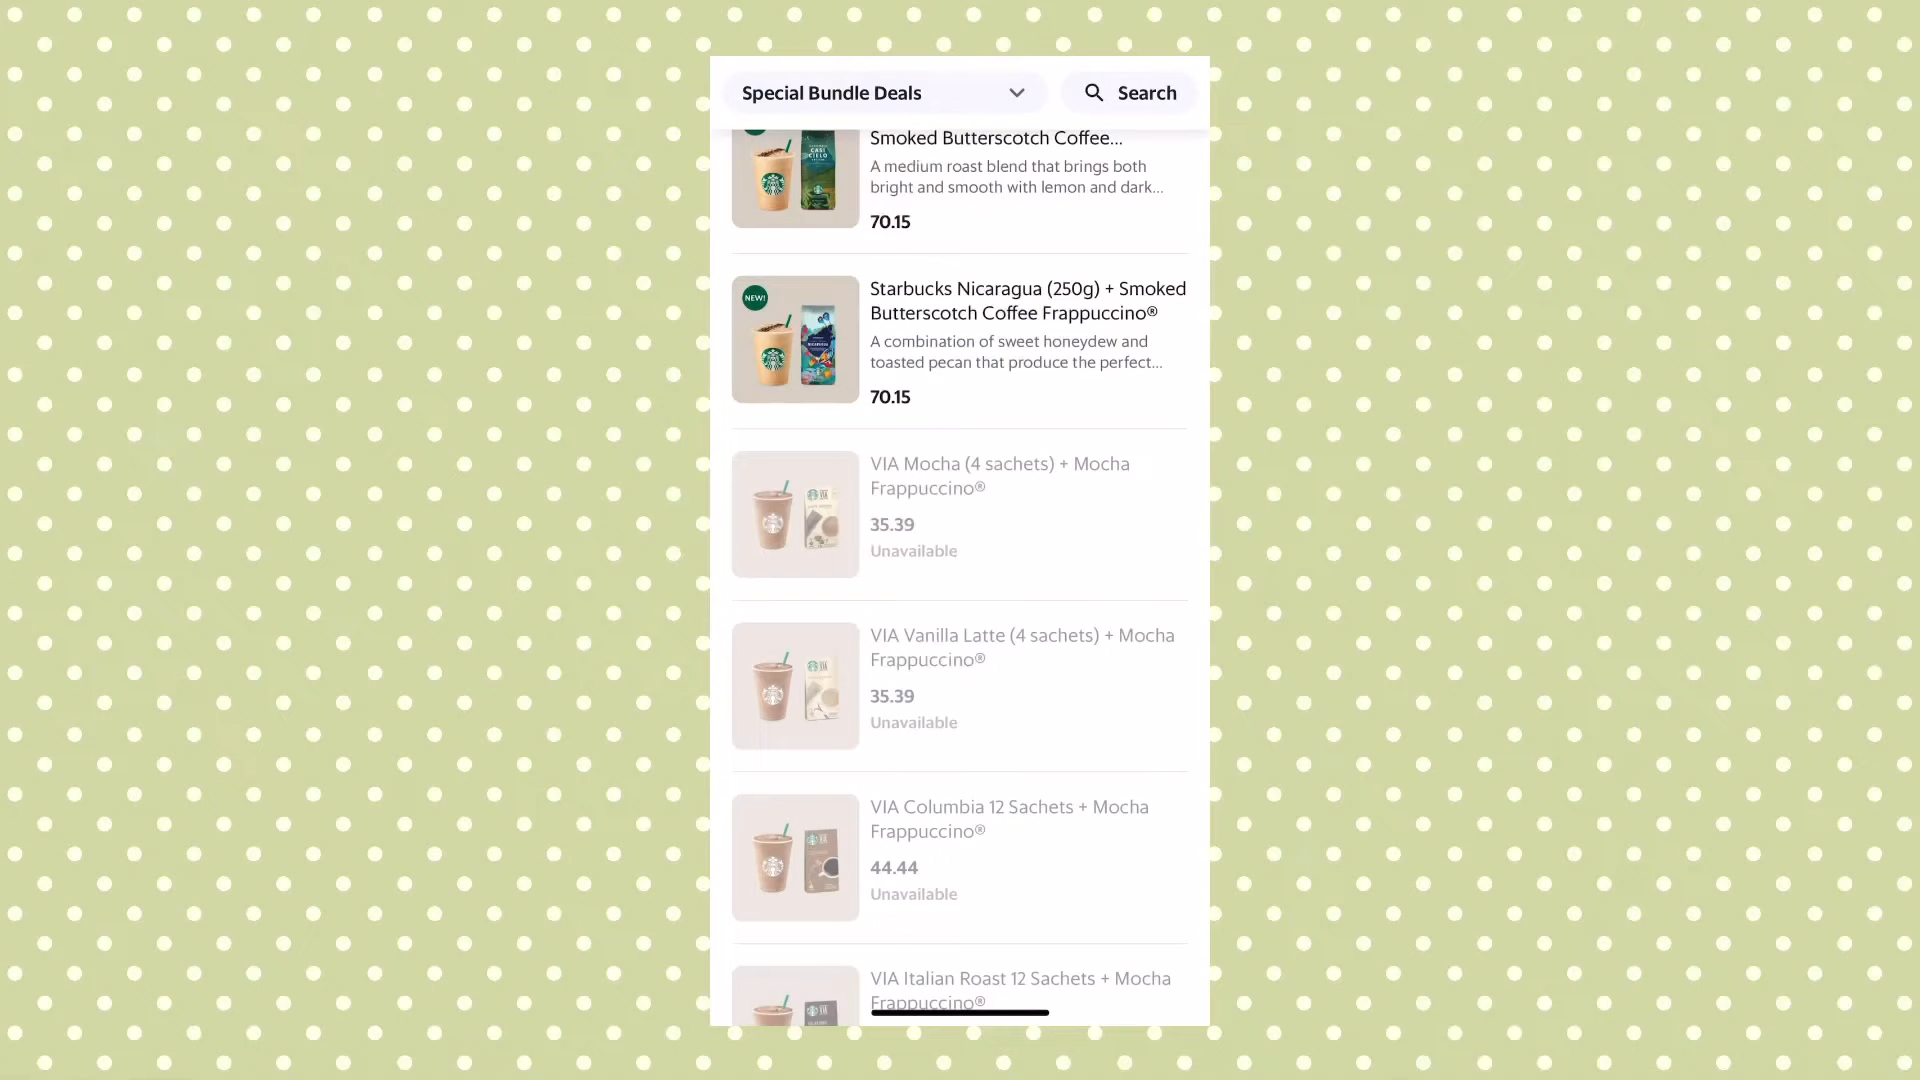 Special Bundle Deals
Search
Smoked Butterscotch Coffee...
A medium roast blend that brings both
bright and smooth with lemon and dark...
70.15
NEW!
Starbucks Nicaragua (250g) + Smoked
Butterscotch Coffee Frappuccino®
A combination of sweet honeydew and
toasted pecan that produce the perfect...
70.15
VIA Mocha (4 sachets) + Mocha
Frappuccino®
35.39
Unavailable
VIA Vanilla Latte (4 sachets) + Mocha
Frappuccino®
35.39
Unavailable
VIA Columbia 12 Sachets + Mocha
Frappuccino®
44.44
Unavailable
VIA Italian Roast 12 Sachets + Mocha
Frappuccino®